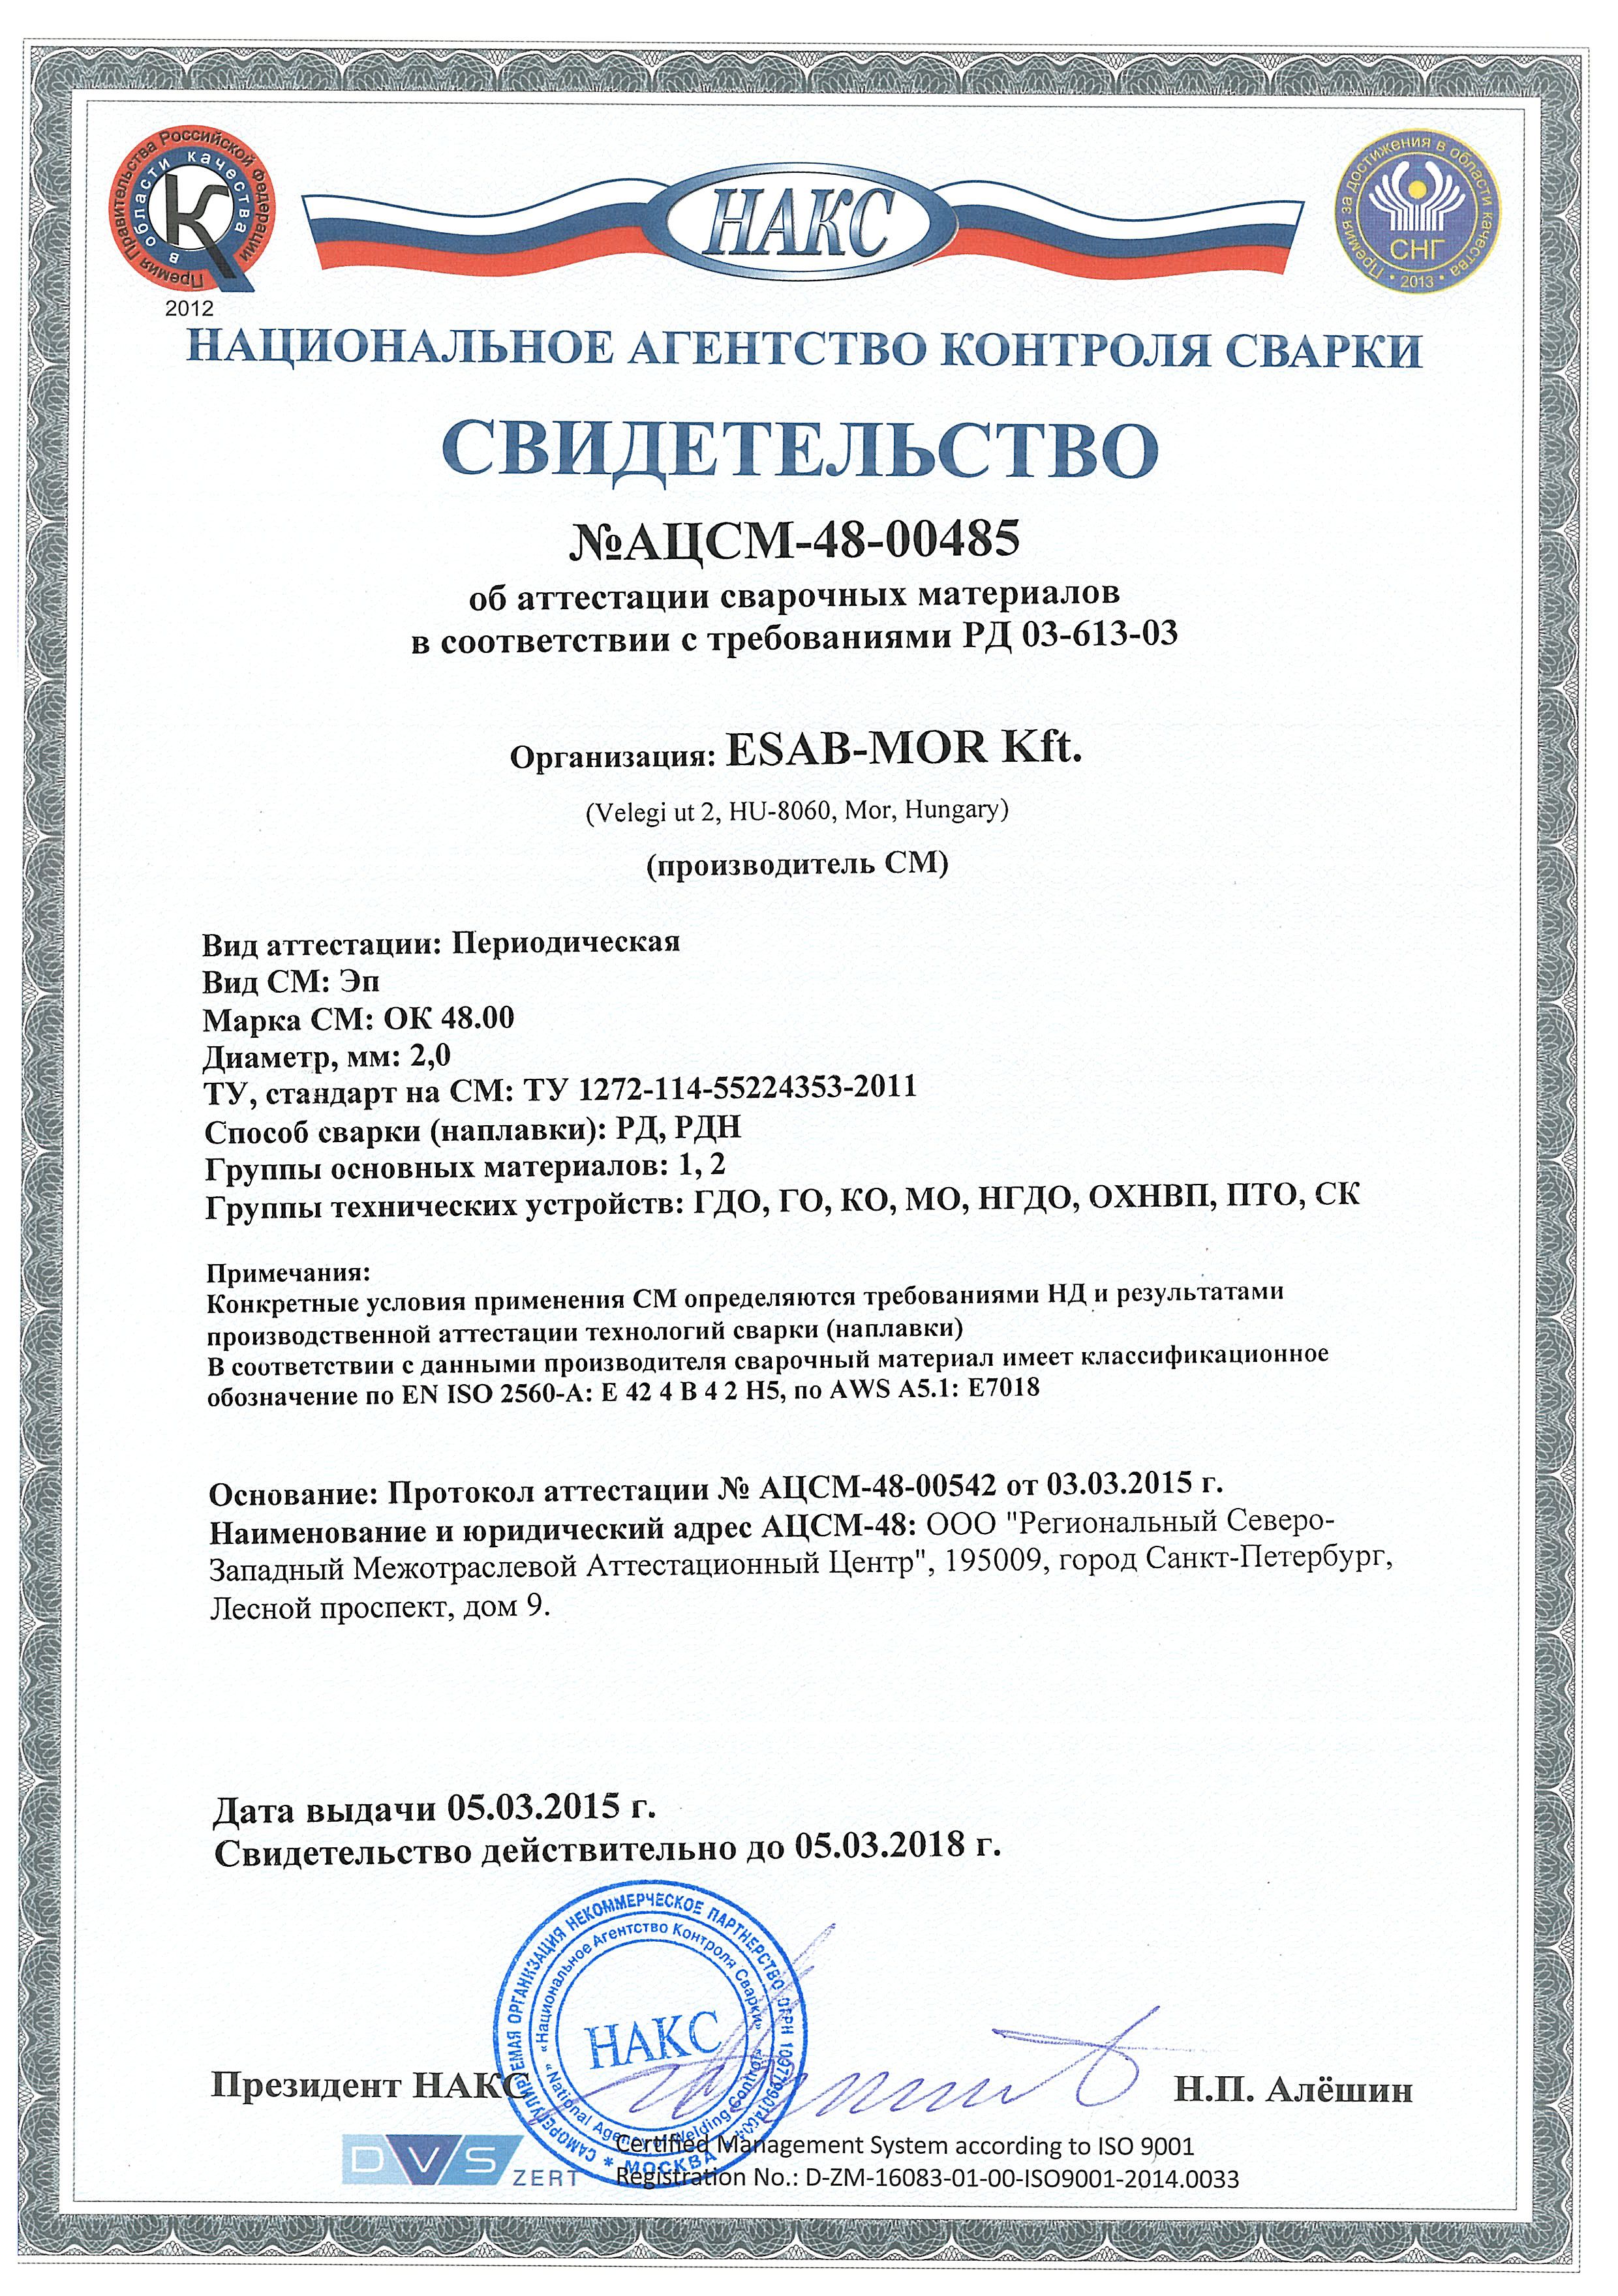 Премия Правительства Российской Федерации
в области качества
2012
НАКС
Премия за достижения в области качества
СНГ
• 2013 •
НАЦИОНАЛЬНОЕ АГЕНТСТВО КОНТРОЛЯ СВАРКИ
СВИДЕТЕЛЬСТВО
№АЦСМ-48-00485
об аттестации сварочных материалов
в соответствии с требованиями РД 03-613-03
Организация: ESAB-MOR Kft.
(Velegi ut 2, HU-8060, Mor, Hungary)
(производитель СМ)
Вид аттестации: Периодическая
Вид СМ: Эп
Марка СМ: ОК 48.00
Диаметр, мм: 2,0
ТУ, стандарт на СМ: ТУ 1272-114-55224353-2011
Способ сварки (наплавки): РД, РДН
Группы основных материалов: 1, 2
Группы технических устройств: ГДО, ГО, КО, МО, НГДО, ОХНВП, ПТО, СК
Примечания:
Конкретные условия применения СМ определяются требованиями НД и результатами
производственной аттестации технологий сварки (наплавки)
В соответствии с данными производителя сварочный материал имеет классификационное
обозначение по EN ISO 2560-A: E 42 4 B 4 2 H5, по AWS A5.1: E7018
Основание: Протокол аттестации № АЦСМ-48-00542 от 03.03.2015 г.
Наименование и юридический адрес АЦСМ-48: ООО "Региональный Северо-
Западный Межотраслевой Аттестационный Центр", 195009, город Санкт-Петербург,
Лесной проспект, дом 9.
Дата выдачи 05.03.2015 г.
Свидетельство действительно до 05.03.2018 г.
САМОРЕГУЛИРУЕМАЯ ОРГАНИЗАЦИЯ НЕКОММЕРЧЕСКОЕ ПАРТНЕРСТВО ОГРН
«Национальное Агентство Контроля Сварки»
НАКС
"National Agency of Welding Control"
* МОСКВА *
Президент НАКС
Н.П. Алёшин
DVS ZERT
Certified Management System according to ISO 9001
Registration No.: D-ZM-16083-01-00-ISO9001-2014.0033